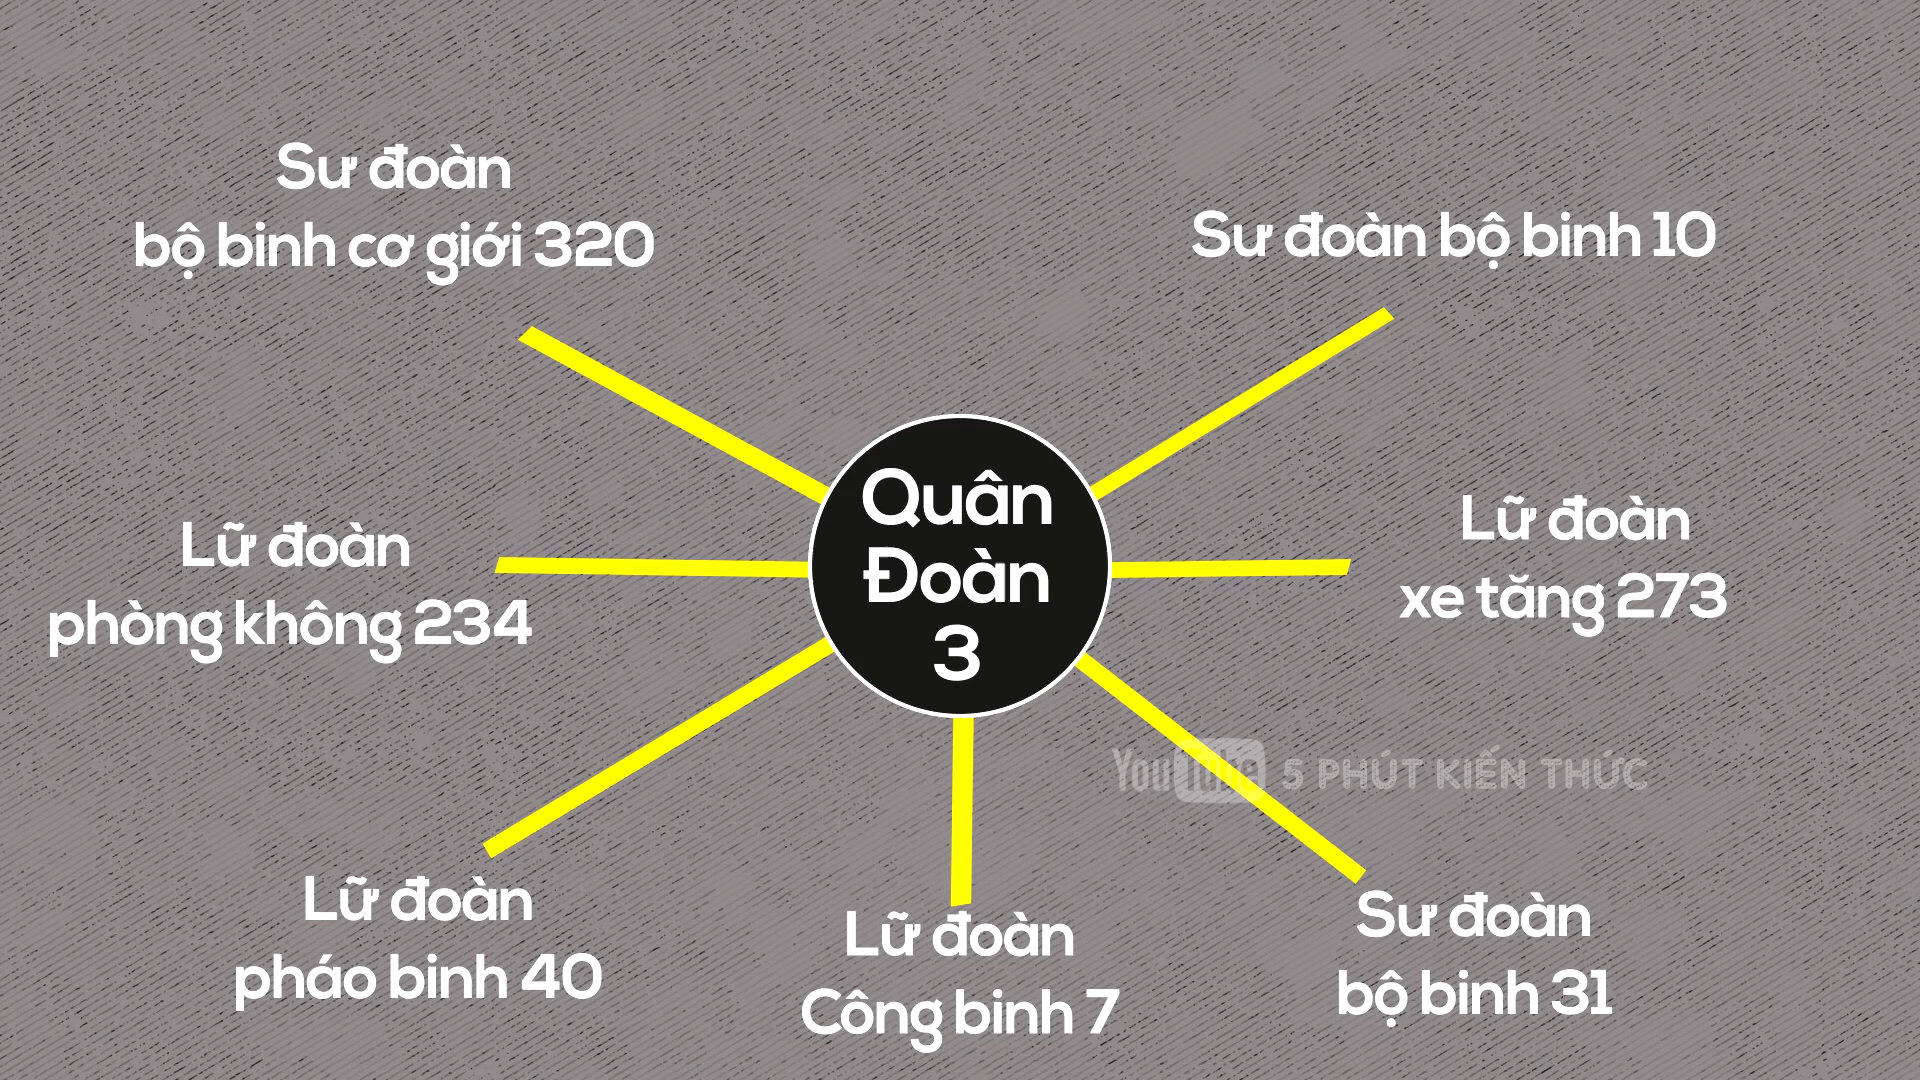 Sư đoàn
bộ binh cơ giới 320
Sư đoàn bộ binh 10
Quân
Đoàn
3
Lữ đoàn
phòng không 234
Lữ đoàn
xe tăng 273
YouTube 5 PHÚT KIẾN THỨC
Lữ đoàn
pháo binh 40
Lữ đoàn
Công binh 7
Sư đoàn
bộ binh 31